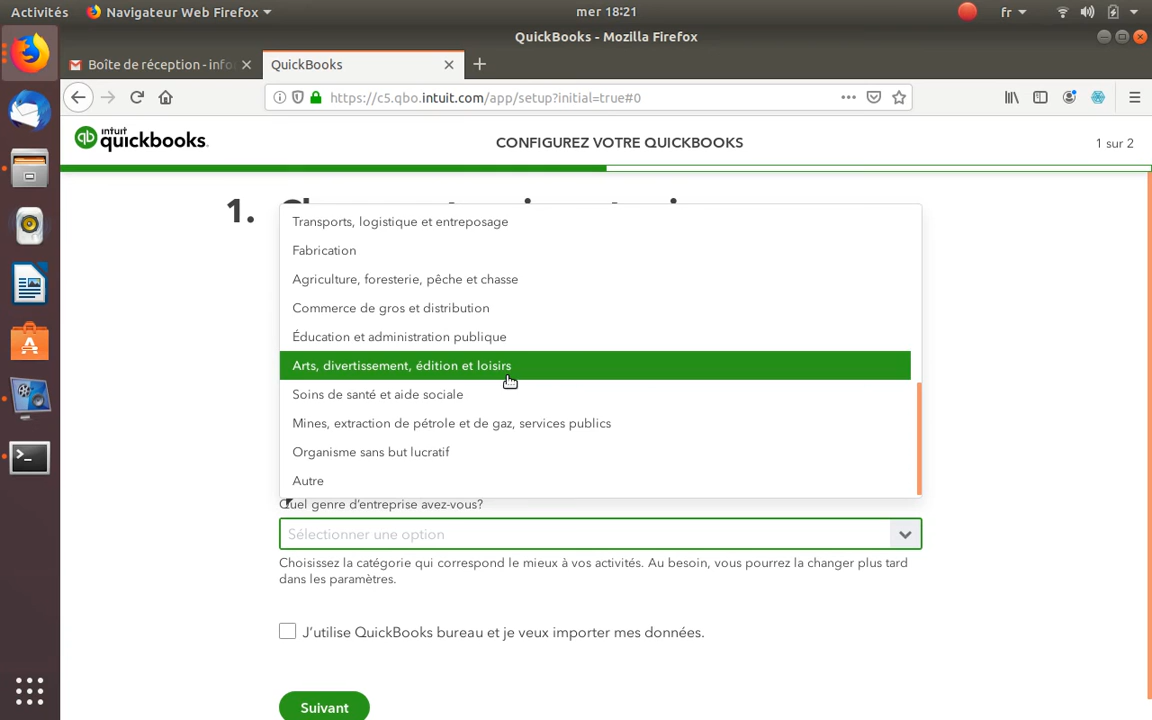 Activités
Navigateur Web Firefox
mer 18:21
fr
QuickBooks - Mozilla Firefox
Boîte de réception - info
QuickBooks
https://c5.qbo.intuit.com/app/setup?initial=true#0
intuit
quickbooks.
CONFIGUREZ VOTRE QUICKBOOKS
1 sur 2
1.
Transports, logistique et entreposage
Fabrication
Agriculture, foresterie, pêche et chasse
Commerce de gros et distribution
Éducation et administration publique
Arts, divertissement, édition et loisirs
Soins de santé et aide sociale
Mines, extraction de pétrole et de gaz, services publics
Organisme sans but lucratif
Autre
Quel genre d'entreprise avez-vous?
Sélectionner une option
Choisissez la catégorie qui correspond le mieux à vos activités. Au besoin, vous pourrez la changer plus tard
dans les paramètres.
J'utilise QuickBooks bureau et je veux importer mes données.
Suivant